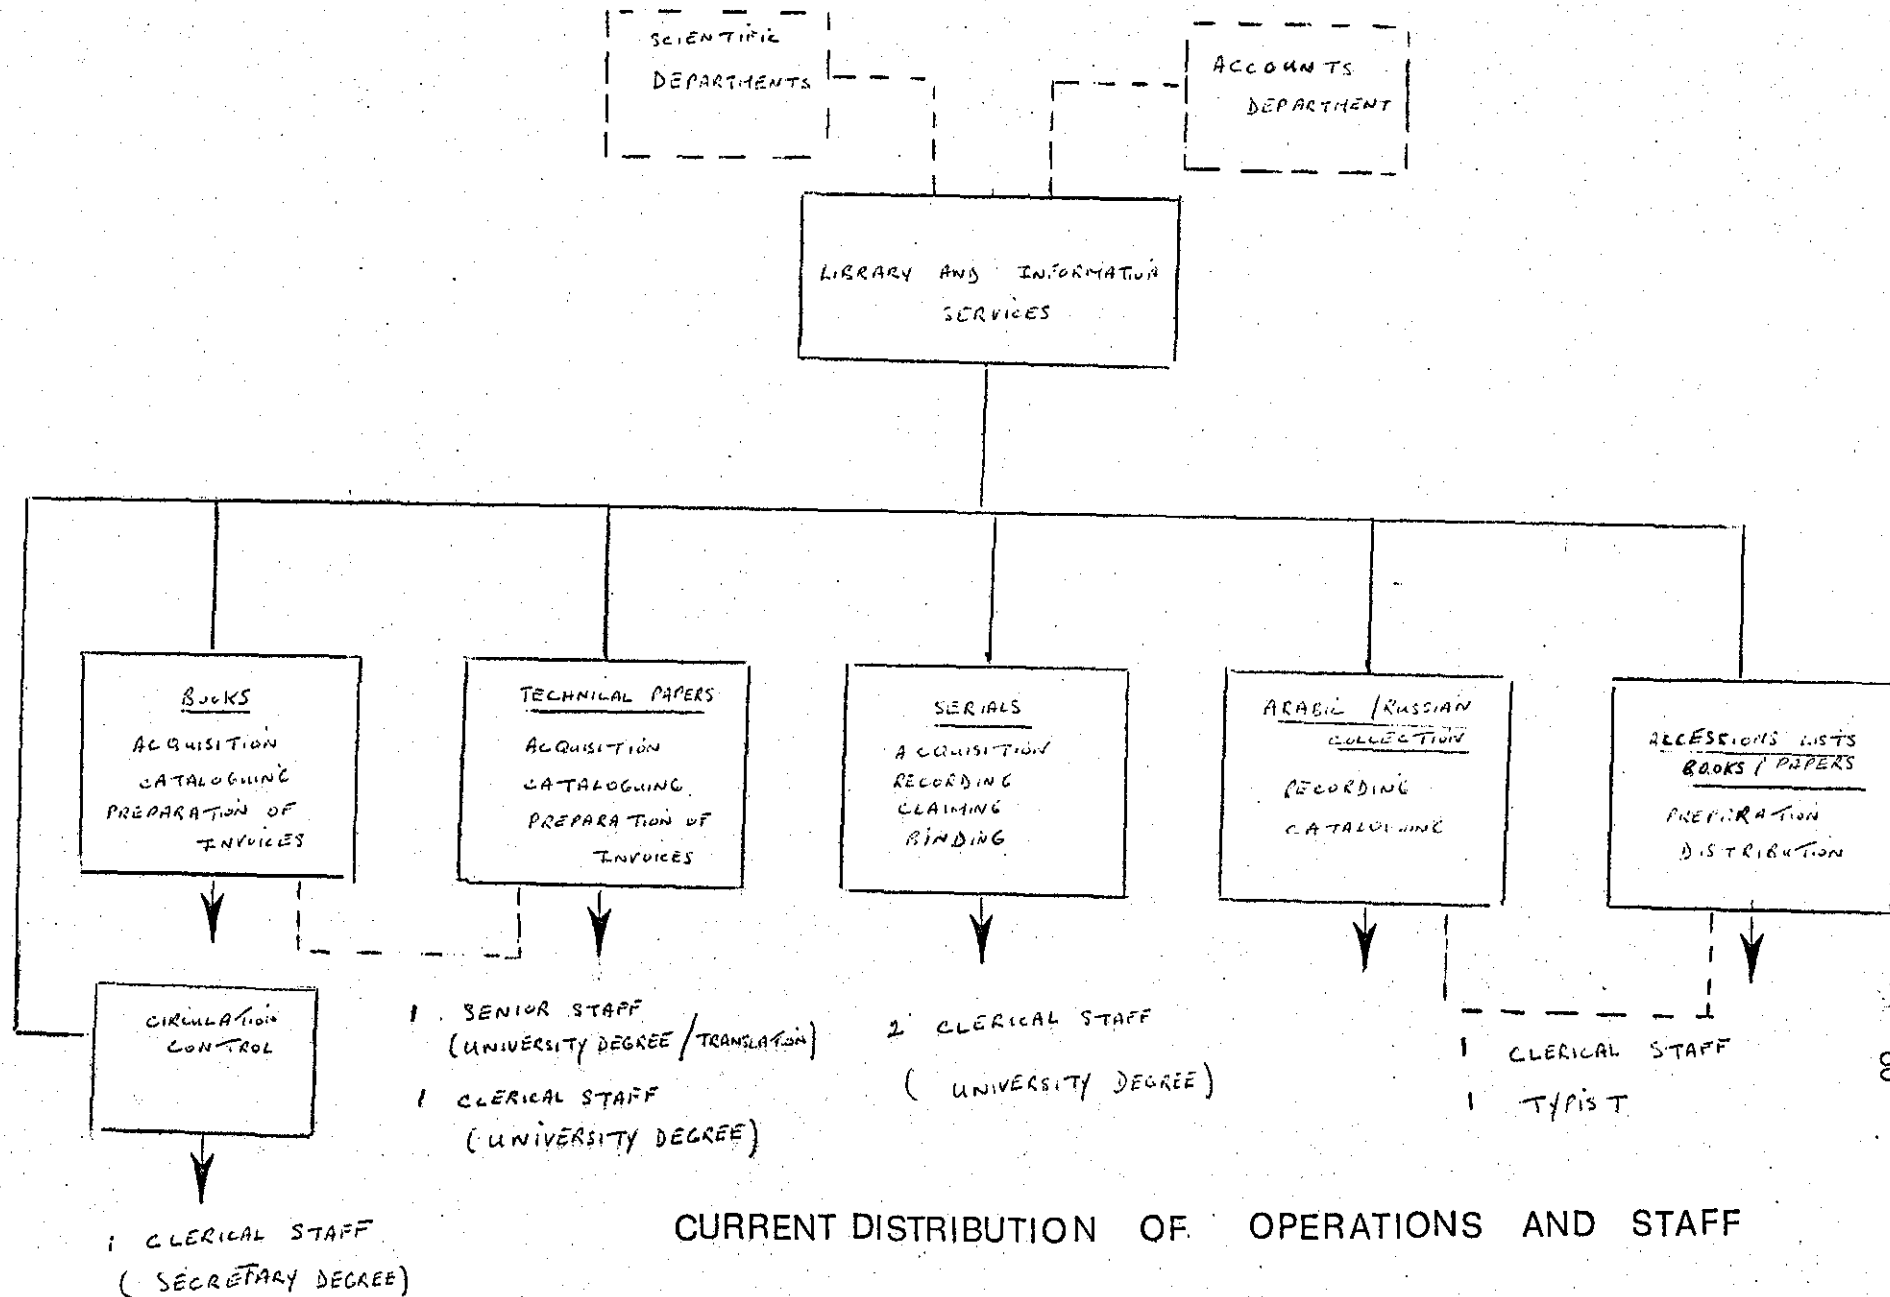 SCIENTIFIC
DEPARTMENTS
ACCOUNTS
DEPARTMENT
LIBRARY AND INFORMATION
SERVICES
BOOKS
ACQUISITION
CATALOGUING
PREPARATION OF
INVOICES
TECHNICAL PAPERS
ACQUISITION
CATALOGUING
PREPARATION OF
INVOICES
SERIALS
ACQUISITION
RECORDING
CLAIMING
BINDING
ARABIC / RUSSIAN
COLLECTION
RECORDING
CATALOGUING
ACCESSIONS LISTS
BOOKS / PAPERS
PREPARATION
DISTRIBUTION
CIRCULATION
CONTROL
1 SENIOR STAFF
(UNIVERSITY DEGREE / TRANSLATION)
1 CLERICAL STAFF
(UNIVERSITY DEGREE)
2 CLERICAL STAFF
( UNIVERSITY DEGREE)
1 CLERICAL STAFF
1 TYPIST
1 CLERICAL STAFF
( SECRETARY DEGREE)
CURRENT DISTRIBUTION OF OPERATIONS AND STAFF